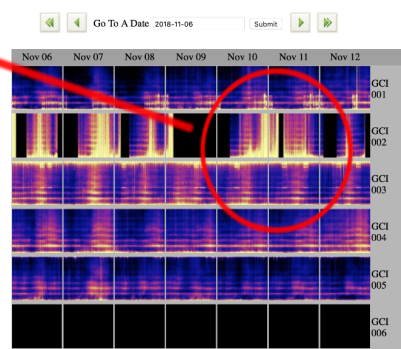 Go To A Date 2018-11-06 Submit
Nov 06 Nov 07 Nov 08 Nov 09 Nov 10 Nov 11 Nov 12
GCI
001
GCI
002
GCI
003
GCI
004
GCI
005
GCI
006